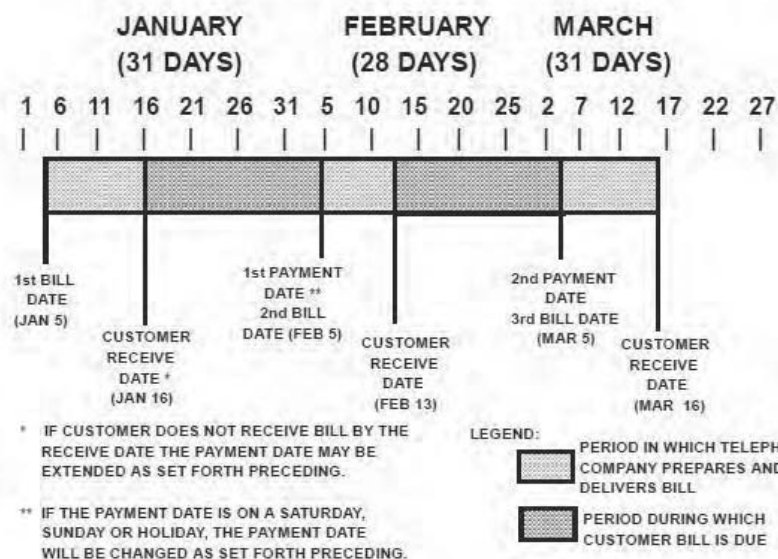 JANUARY FEBRUARY MARCH
(31 DAYS) (28 DAYS) (31 DAYS)
1 6 11 16 21 26 31 5 10 15 20 25 2 7 12 17 22 27
1st BILL
DATE
(JAN 5)
CUSTOMER
RECEIVE
DATE *
(JAN 16)
1st PAYMENT
DATE **
2nd BILL
DATE (FEB 5)
CUSTOMER
RECEIVE
DATE
(FEB 13)
2nd PAYMENT
DATE
3rd BILL DATE
(MAR 5)
CUSTOMER
RECEIVE
DATE
(MAR 16)
* IF CUSTOMER DOES NOT RECEIVE BILL BY THE
RECEIVE DATE THE PAYMENT DATE MAY BE
EXTENDED AS SET FORTH PRECEDING.
** IF THE PAYMENT DATE IS ON A SATURDAY,
SUNDAY OR HOLIDAY, THE PAYMENT DATE
WILL BE CHANGED AS SET FORTH PRECEDING.
LEGEND:
PERIOD IN WHICH TELEPH
COMPANY PREPARES AND
DELIVERS BILL
PERIOD DURING WHICH
CUSTOMER BILL IS DUE